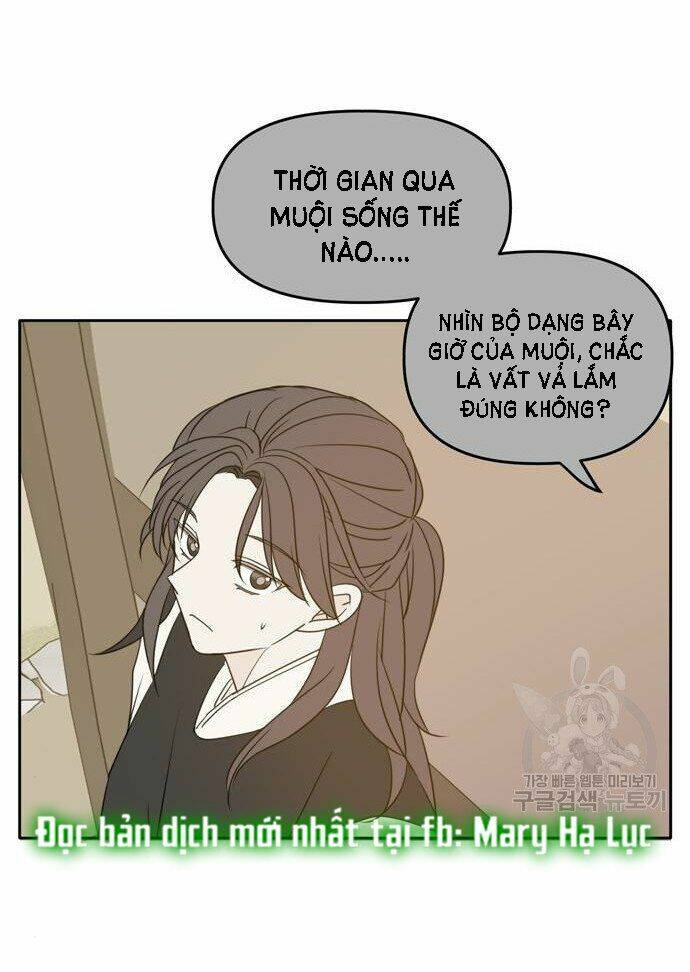 THỜI GIAN QUA
MUỘI SỐNG THẾ
NÀO.....
NHÌN BỘ DẠNG BÂY
GIỜ CỦA MUỘI, CHẮC
LÀ VẤT VẢ LẮM
ĐÚNG KHÔNG?
가장 빠른 웹툰 미리보기
구글검색 뉴토끼
Đọc bản dịch mới nhất tại fb: Mary Hạ Lục